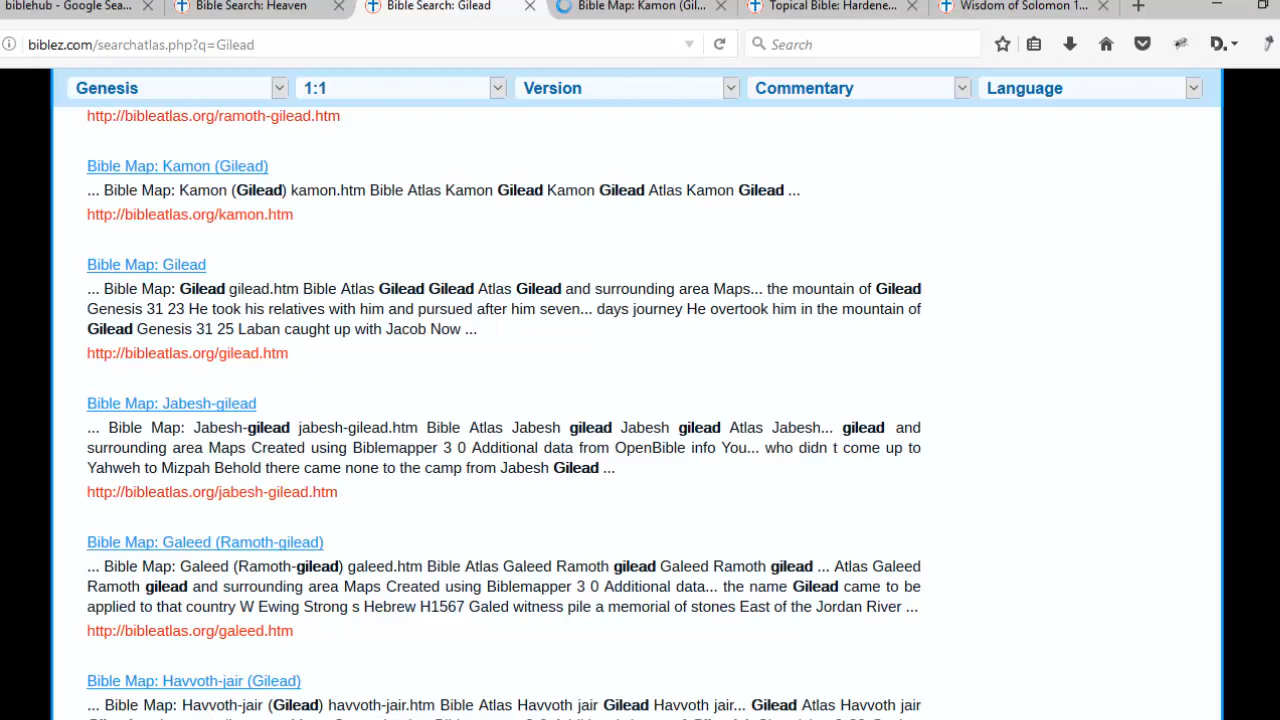 biblehub - Google Sea...
Bible Search: Heaven
Bible Search: Gilead
Bible Map: Kamon (Gil...
Topical Bible: Hardene...
Wisdom of Solomon 1...
biblez.com/searchatlas.php?q=Gilead
Search
D.
Genesis
1:1
Version
Commentary
Language
http://bibleatlas.org/ramoth-gilead.htm
Bible Map: Kamon (Gilead)
... Bible Map: Kamon (Gilead) kamon.htm Bible Atlas Kamon Gilead Kamon Gilead Atlas Kamon Gilead ...
http://bibleatlas.org/kamon.htm
Bible Map: Gilead
... Bible Map: Gilead gilead.htm Bible Atlas Gilead Gilead Atlas Gilead and surrounding area Maps... the mountain of Gilead
Genesis 31 23 He took his relatives with him and pursued after him seven... days journey He overtook him in the mountain of
Gilead Genesis 31 25 Laban caught up with Jacob Now ...
http://bibleatlas.org/gilead.htm
Bible Map: Jabesh-gilead
... Bible Map: Jabesh-gilead jabesh-gilead.htm Bible Atlas Jabesh gilead Jabesh gilead Atlas Jabesh... gilead and
surrounding area Maps Created using Biblemapper 3 0 Additional data from OpenBible info You... who didn t come up to
Yahweh to Mizpah Behold there came none to the camp from Jabesh Gilead ...
http://bibleatlas.org/jabesh-gilead.htm
Bible Map: Galeed (Ramoth-gilead)
... Bible Map: Galeed (Ramoth-gilead) galeed.htm Bible Atlas Galeed Ramoth gilead Galeed Ramoth gilead ... Atlas Galeed
Ramoth gilead and surrounding area Maps Created using Biblemapper 3 0 Additional data... the name Gilead came to be
applied to that country W Ewing Strong s Hebrew H1567 Galed witness pile a memorial of stones East of the Jordan River ...
http://bibleatlas.org/galeed.htm
Bible Map: Havvoth-jair (Gilead)
... Bible Map: Havvoth-jair (Gilead) havvoth-jair.htm Bible Atlas Havvoth jair Gilead Havvoth jair... Gilead Atlas Havvoth jair